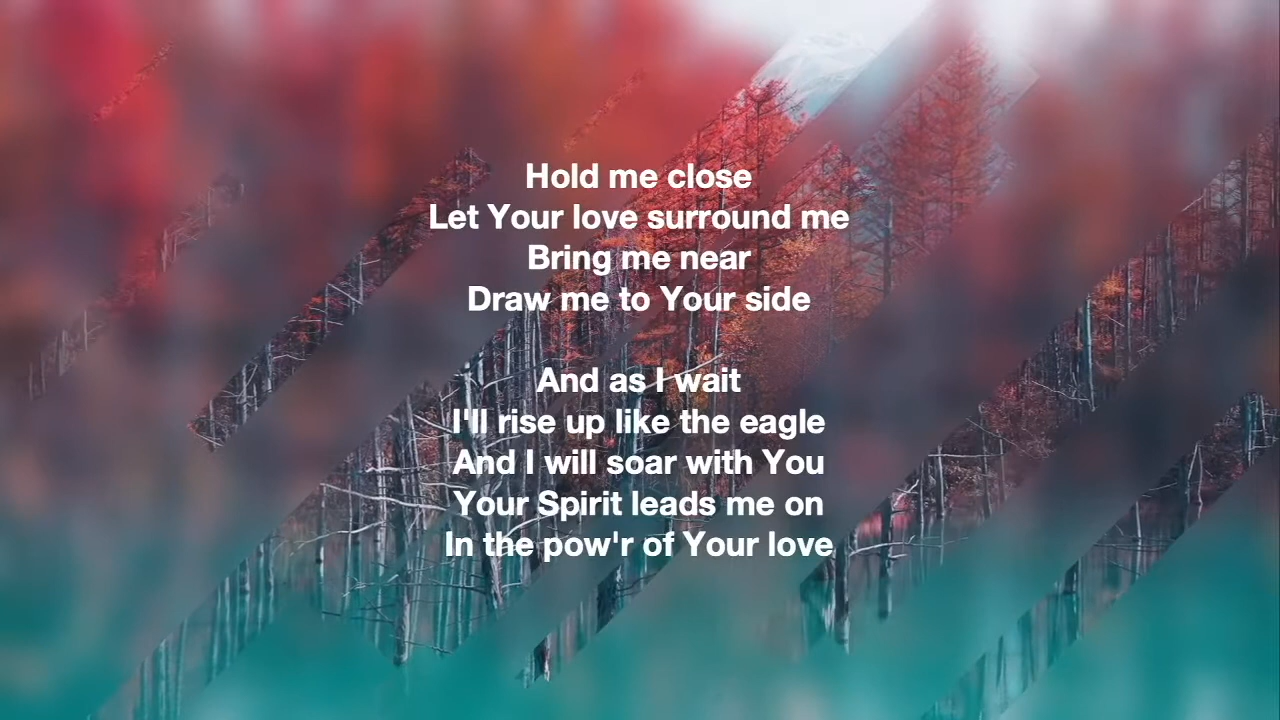 Hold me close
Let Your love surround me
Bring me near
Draw me to Your side
And as I wait
I'll rise up like the eagle
And I will soar with You
Your Spirit leads me on
In the pow'r of Your love